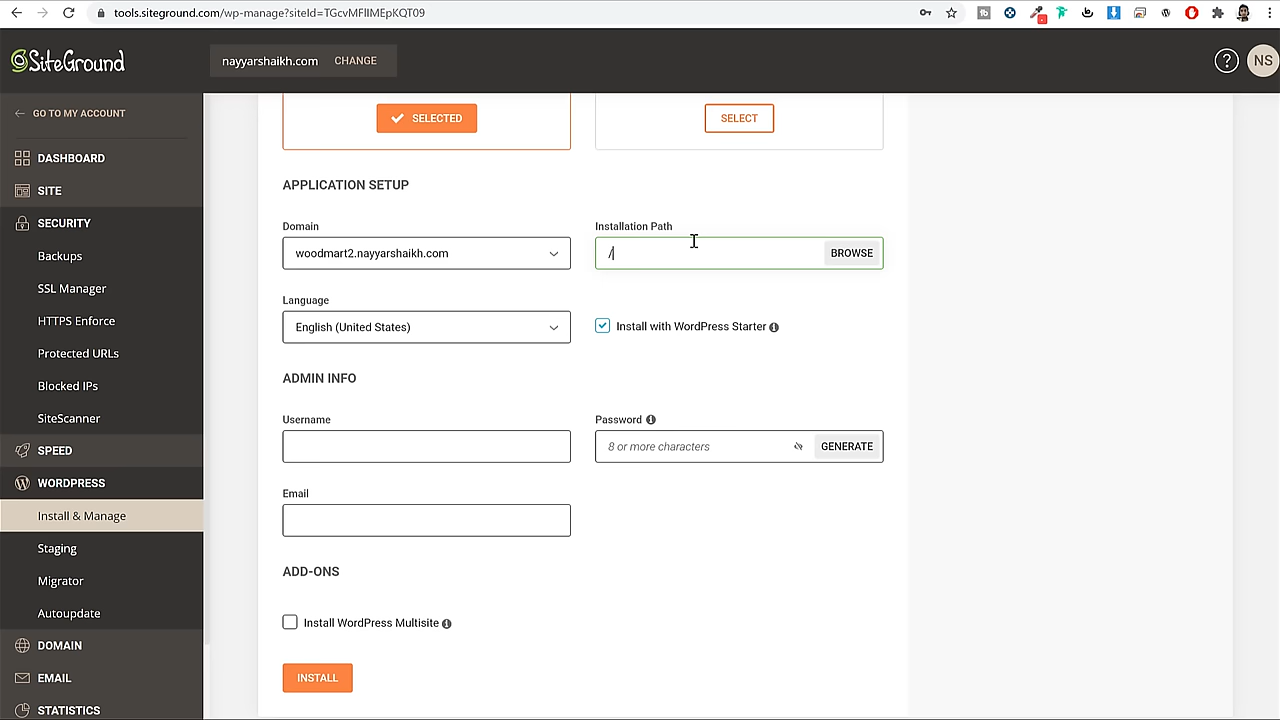 tools.siteground.com/wp-manage?siteId=TGcvMFIIMEpKQT09
SiteGround
nayyarshaikh.com CHANGE
?
NS
GO TO MY ACCOUNT
DASHBOARD
SITE
SECURITY
Backups
SSL Manager
HTTPS Enforce
Protected URLs
Blocked IPs
SiteScanner
SPEED
WORDPRESS
Install & Manage
Staging
Migrator
Autoupdate
DOMAIN
EMAIL
STATISTICS
SELECTED
SELECT
APPLICATION SETUP
Domain
woodmart2.nayyarshaikh.com
Installation Path
/
BROWSE
Language
English (United States)
Install with WordPress Starter
ADMIN INFO
Username
Password
8 or more characters
GENERATE
Email
ADD-ONS
Install WordPress Multisite
INSTALL